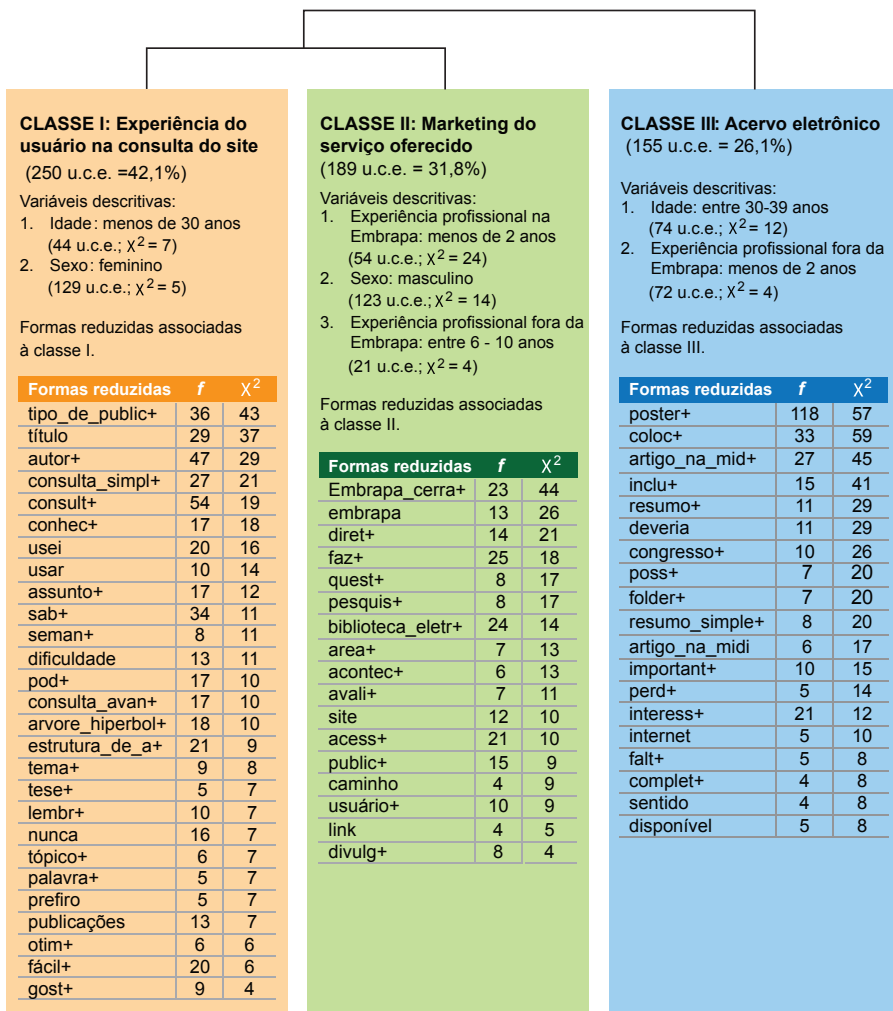 CLASSE I: Experiência do
usuário na consulta do site
(250 u.c.e. =42,1%)
Variáveis descritivas:
1. Idade: menos de 30 anos
(44 u.c.e.; χ2 = 7)
2. Sexo: feminino
(129 u.c.e.; χ2 = 5)
Formas reduzidas associadas
à classe I.
Formas reduzidas f χ2
tipo_de_public+ 36 43
título 29 37
autor+ 47 29
consulta_simpl+ 27 21
consult+ 54 19
conhec+ 17 18
usei 20 16
usar 10 14
assunto+ 17 12
sab+ 34 11
seman+ 8 11
dificuldade 13 11
pod+ 17 10
consulta_avan+ 17 10
arvore_hiperbol+ 18 10
estrutura_de_a+ 21 9
tema+ 9 8
tese+ 5 7
lembr+ 10 7
nunca 16 7
tópico+ 6 7
palavra+ 5 7
prefiro 5 7
publicações 13 7
otim+ 6 6
fácil+ 20 6
gost+ 9 4
CLASSE II: Marketing do
serviço oferecido
(189 u.c.e. = 31,8%)
Variáveis descritivas:
1. Experiência profissional na
Embrapa: menos de 2 anos
(54 u.c.e.; χ2 = 24)
2. Sexo: masculino
(123 u.c.e.; χ2 = 14)
3. Experiência profissional fora da
Embrapa: entre 6 - 10 anos
(21 u.c.e.; χ2 = 4)
Formas reduzidas associadas
à classe II.
Formas reduzidas f χ2
Embrapa_cerra+ 23 44
embrapa 13 26
diret+ 14 21
faz+ 25 18
quest+ 8 17
pesquis+ 8 17
biblioteca_eletr+ 24 14
area+ 7 13
acontec+ 6 13
avali+ 7 11
site 12 10
acess+ 21 10
public+ 15 9
caminho 4 9
usuário+ 10 9
link 4 5
divulg+ 8 4
CLASSE III: Acervo eletrônico
(155 u.c.e. = 26,1%)
Variáveis descritivas:
1. Idade: entre 30-39 anos
(74 u.c.e.; χ2 = 12)
2. Experiência profissional fora da
Embrapa: menos de 2 anos
(72 u.c.e.; χ2 = 4)
Formas reduzidas associadas
à classe III.
Formas reduzidas f χ2
poster+ 118 57
coloc+ 33 59
artigo_na_mid+ 27 45
inclu+ 15 41
resumo+ 11 29
deveria 11 29
congresso+ 10 26
poss+ 7 20
folder+ 7 20
resumo_simple+ 8 20
artigo_na_midi 6 17
important+ 10 15
perd+ 5 14
interess+ 21 12
internet 5 10
falt+ 5 8
complet+ 4 8
sentido 4 8
disponível 5 8